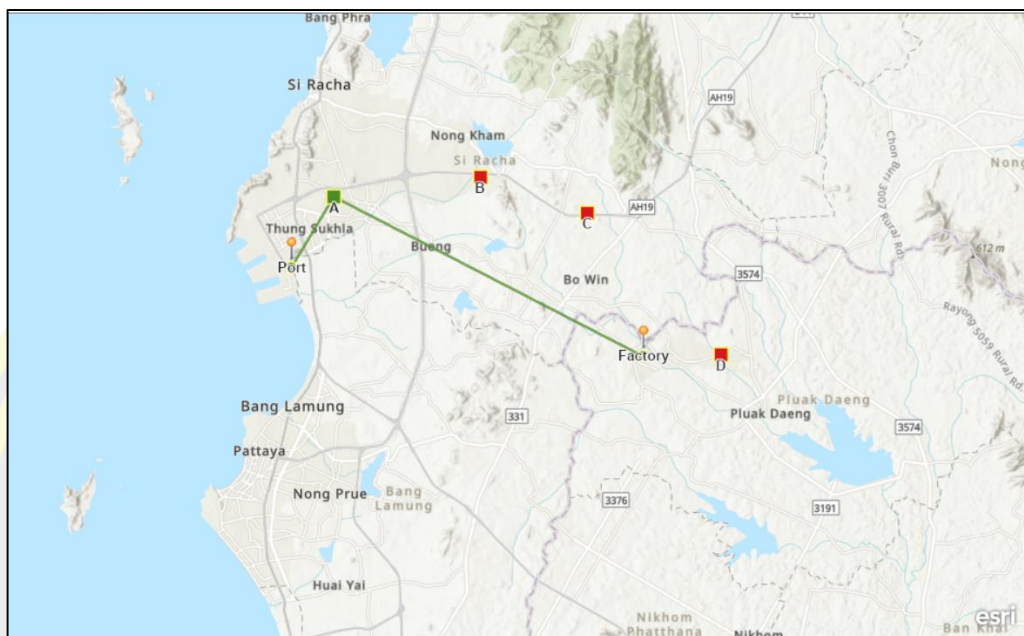 Bang Phra
Si Racha
AH19
Nong Kham
Si Racha
B
A
AH19
C
Thung Sukhla
Bueng
Port
Bo Win
3574
612 m
Chon Buri 3007 Rural Rd.
Rayong 5059 Rural Rd.
Factory
D
Bang Lamung
331
Pluak Daeng
Pluak Daeng
3574
Pattaya
Nong Prue
Bang
Lamung
3376
3191
Huai Yai
Nikhom
Phatthana
Nikhom
Ban Khai
esri